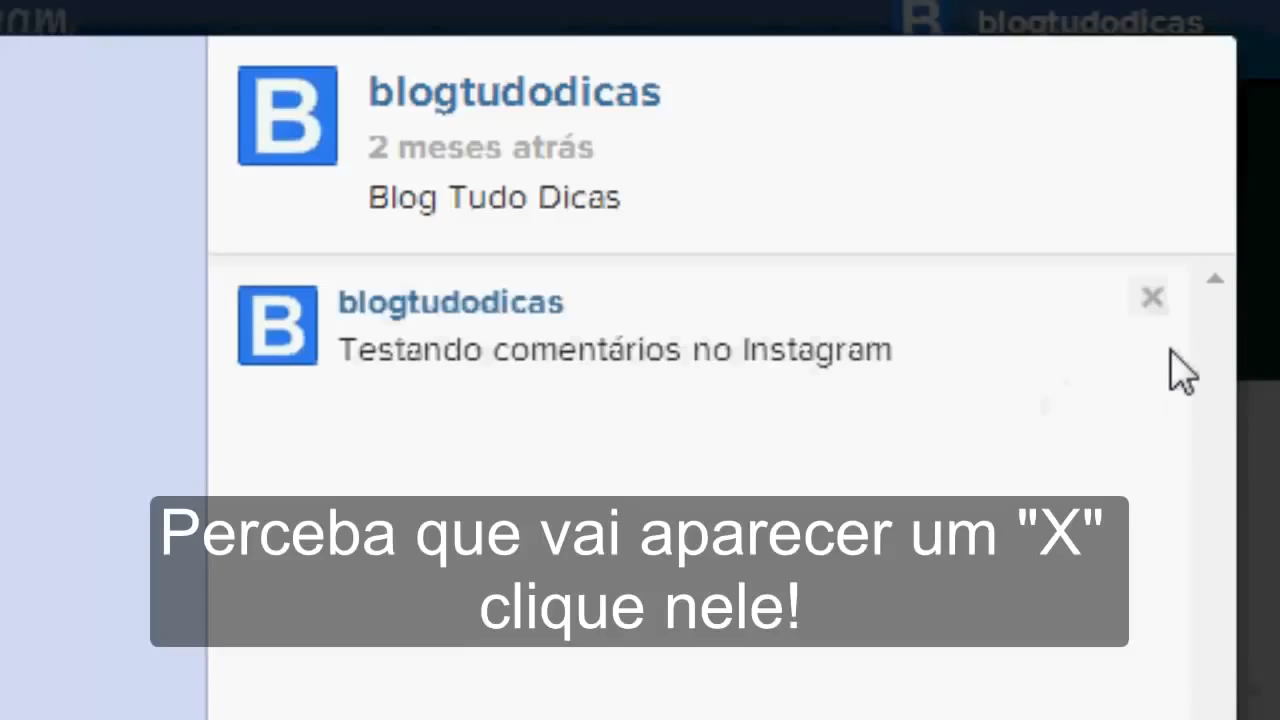 blogtudodicas
B
blogtudodicas
2 meses atrás
Blog Tudo Dicas
B
blogtudodicas
Testando comentários no Instagram
Perceba que vai aparecer um "X"
clique nele!